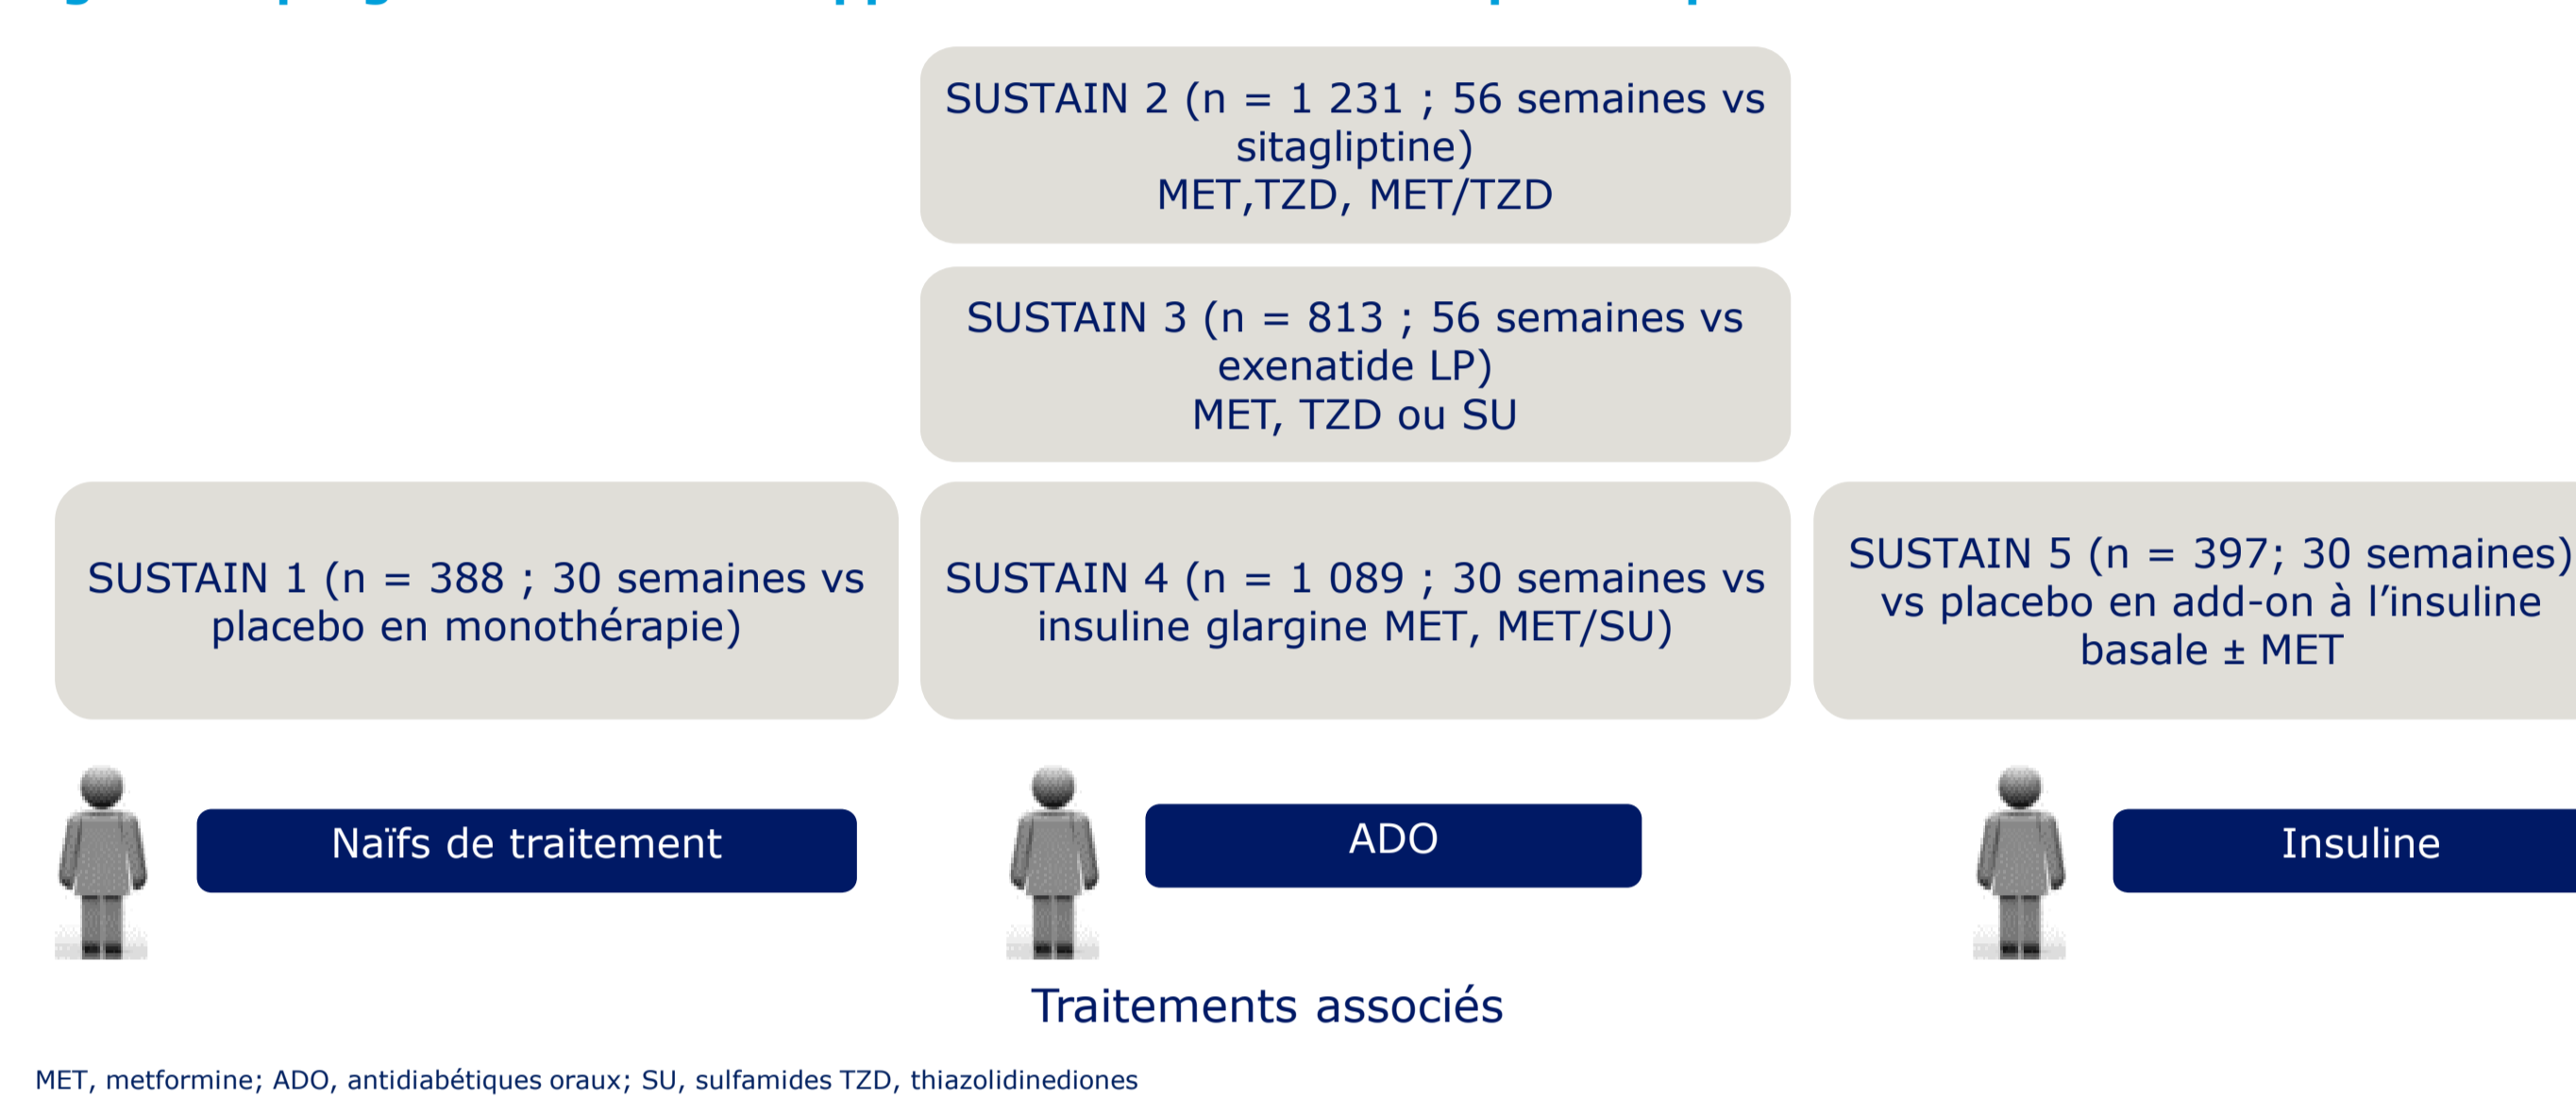 SUSTAIN 2 (n = 1 231 ; 56 semaines vs
sitagliptine)
MET,TZD, MET/TZD
SUSTAIN 3 (n = 813 ; 56 semaines vs
exenatide LP)
MET, TZD ou SU
SUSTAIN 1 (n = 388 ; 30 semaines vs
placebo en monothérapie)
SUSTAIN 4 (n = 1 089 ; 30 semaines vs
insuline glargine MET, MET/SU)
SUSTAIN 5 (n = 397; 30 semaines)
vs placebo en add-on à l’insuline
basale ± MET
Naïfs de traitement
ADO
Insuline
Traitements associés
MET, metformine; ADO, antidiabétiques oraux; SU, sulfamides TZD, thiazolidinediones